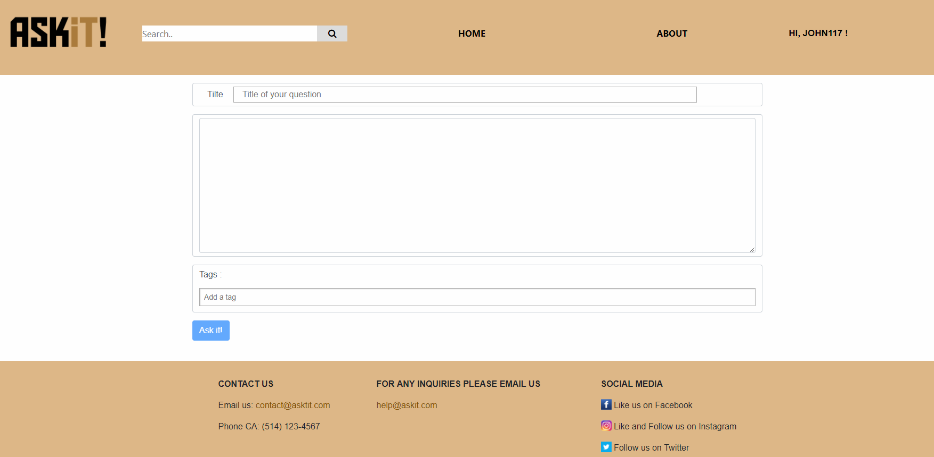 ASKiT!
Search..
HOME
ABOUT
HI, JOHN117 !
Tilte
Title of your question
Tags
Add a tag
Ask it!
CONTACT US
Email us: contact@asktit.com
Phone CA: (514) 123-4567
FOR ANY INQUIRIES PLEASE EMAIL US
help@askit.com
SOCIAL MEDIA
Like us on Facebook
Like and Follow us on Instagram
Follow us on Twitter